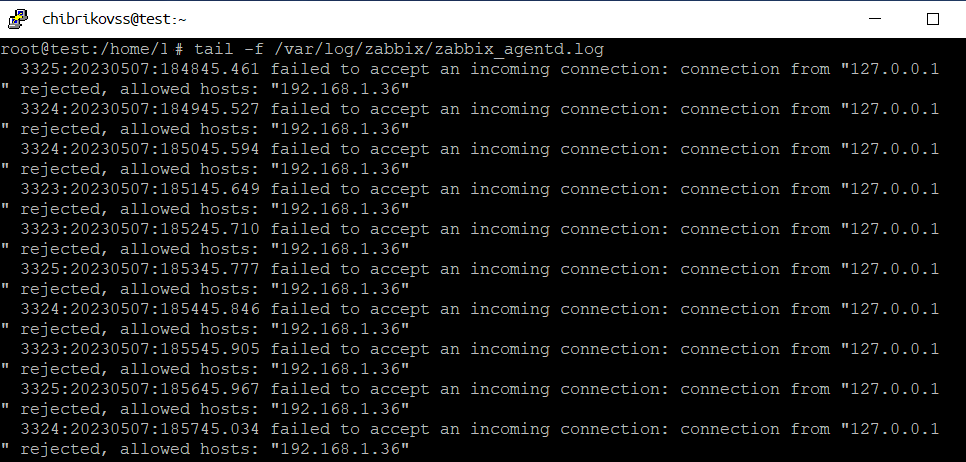 chibrikovss@test:~
root@test:/home/l # tail -f /var/log/zabbix/zabbix_agentd.log
3325:20230507:184845.461 failed to accept an incoming connection: connection from "127.0.0.1
" rejected, allowed hosts: "192.168.1.36"
3324:20230507:184945.527 failed to accept an incoming connection: connection from "127.0.0.1
" rejected, allowed hosts: "192.168.1.36"
3324:20230507:185045.594 failed to accept an incoming connection: connection from "127.0.0.1
" rejected, allowed hosts: "192.168.1.36"
3323:20230507:185145.649 failed to accept an incoming connection: connection from "127.0.0.1
" rejected, allowed hosts: "192.168.1.36"
3323:20230507:185245.710 failed to accept an incoming connection: connection from "127.0.0.1
" rejected, allowed hosts: "192.168.1.36"
3325:20230507:185345.777 failed to accept an incoming connection: connection from "127.0.0.1
" rejected, allowed hosts: "192.168.1.36"
3324:20230507:185445.846 failed to accept an incoming connection: connection from "127.0.0.1
" rejected, allowed hosts: "192.168.1.36"
3323:20230507:185545.905 failed to accept an incoming connection: connection from "127.0.0.1
" rejected, allowed hosts: "192.168.1.36"
3325:20230507:185645.967 failed to accept an incoming connection: connection from "127.0.0.1
" rejected, allowed hosts: "192.168.1.36"
3324:20230507:185745.034 failed to accept an incoming connection: connection from "127.0.0.1
" rejected, allowed hosts: "192.168.1.36"